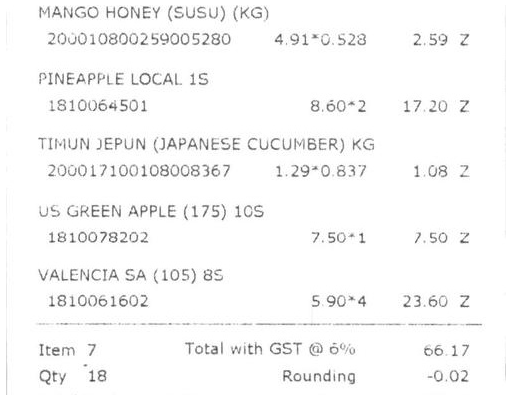 MANGO HONEY (SUSU) (KG)
200010800259005280 4.91*0.528 2.59 Z
PINEAPPLE LOCAL 1S
1810064501 8.60*2 17.20 Z
TIMUN JEPUN (JAPANESE CUCUMBER) KG
200017100108008367 1.29*0.837 1.08 Z
US GREEN APPLE (175) 10S
1810078202 7.50*1 7.50 Z
VALENCIA SA (105) 8S
1810061602 5.90*4 23.60 Z
Item 7 Total with GST @ 6% 66.17
Qty 18 Rounding -0.02